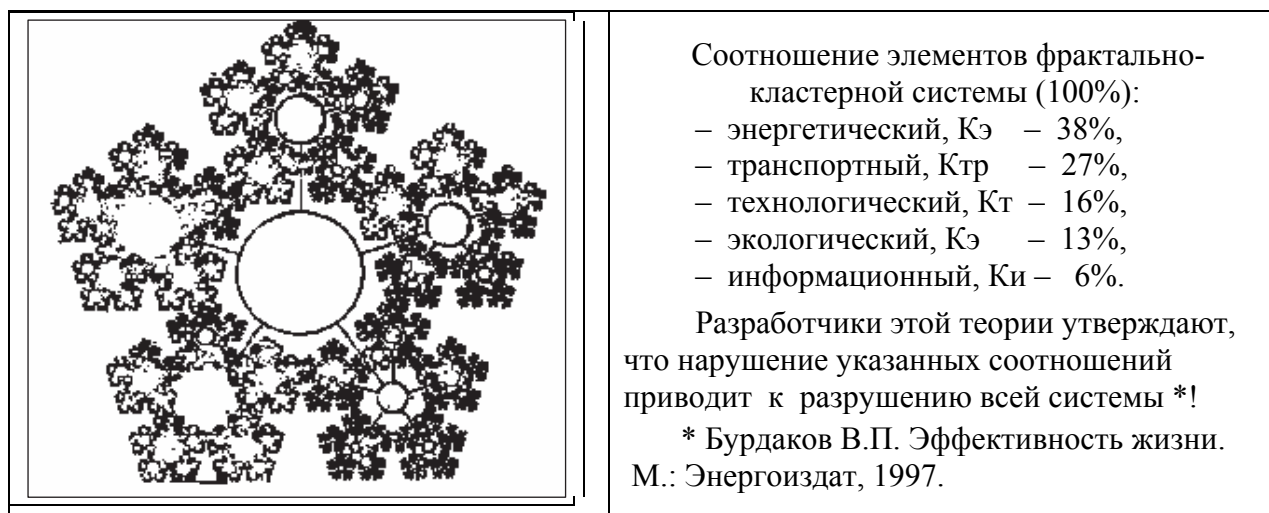 Соотношение элементов фрактально-
кластерной системы (100%):
– энергетический, Кэ – 38%,
– транспортный, Ктр – 27%,
– технологический, Кт – 16%,
– экологический, Кэ – 13%,
– информационный, Ки – 6%.
Разработчики этой теории утверждают,
что нарушение указанных соотношений
приводит к разрушению всей системы *!
* Бурдаков В.П. Эффективность жизни.
М.: Энергоиздат, 1997.